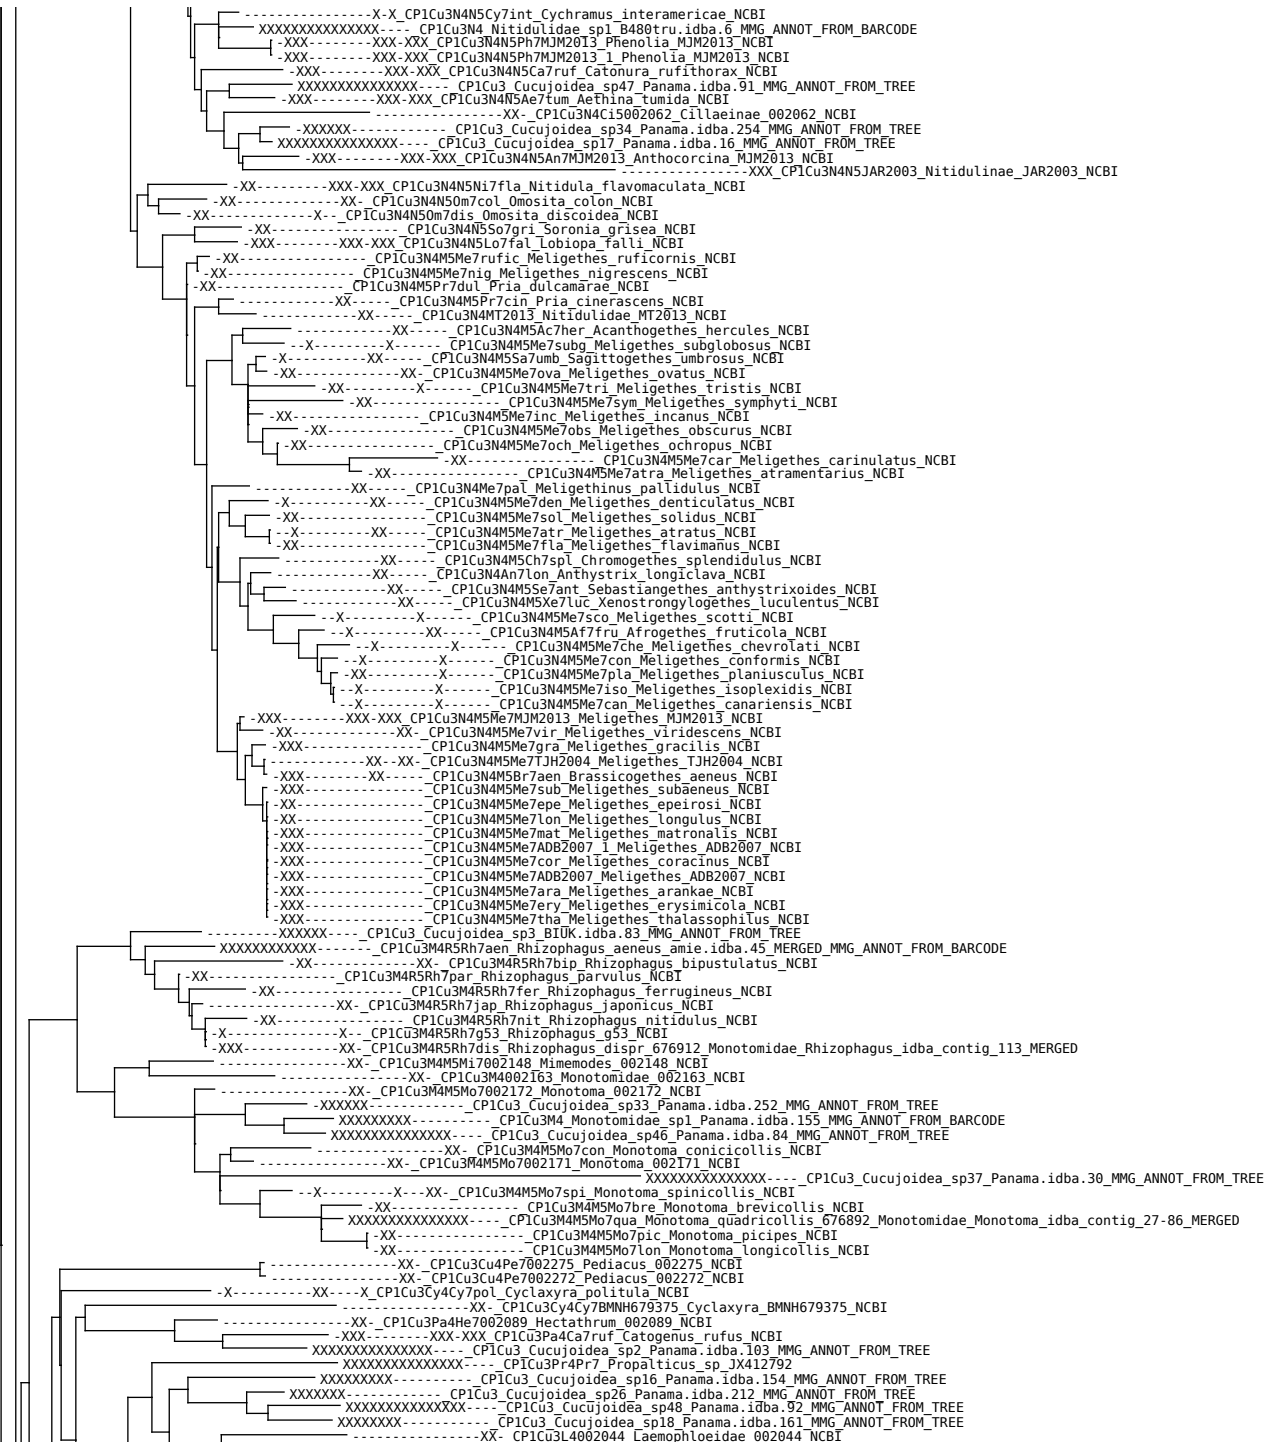 ----------------X-X_CP1Cu3N4N5Cy7int_Cychramus_interamericae_NCBI
XXXXXXXXXXXXXXX----_CP1Cu3N4_Nitidulidae_sp1_B480tru.idba.6_MMG_ANNOT_FROM_BARCODE
-XXX--------XXX-XXX_CP1Cu3N4N5Ph7MJM2013_Phenolia_MJM2013_NCBI
-XXX--------XXX-XXX_CP1Cu3N4N5Ph7MJM2013_1_Phenolia_MJM2013_NCBI
-XXX--------XXX-XXX_CP1Cu3N4N5Ca7ruf_Catonura_rufithorax_NCBI
XXXXXXXXXXXXXXX----_CP1Cu3_Cucujoidea_sp47_Panama.idba.91_MMG_ANNOT_FROM_TREE
-XXX--------XXX-XXX_CP1Cu3N4N5Ae7tum_Aethina_tumida_NCBI
----------------XX-_CP1Cu3N4Ci5002062_Cillaeinae_002062_NCBI
-XXXXXX------------_CP1Cu3_Cucujoidea_sp34_Panama.idba.254_MMG_ANNOT_FROM_TREE
XXXXXXXXXXXXXXX----_CP1Cu3_Cucujoidea_sp17_Panama.idba.16_MMG_ANNOT_FROM_TREE
-XXX--------XXX-XXX_CP1Cu3N4N5An7MJM2013_Anthocorcina_MJM2013_NCBI
----------------XXX_CP1Cu3N4N5JAR2003_Nitidulinae_JAR2003_NCBI
-XX---------XXX-XXX_CP1Cu3N4N5Ni7fla_Nitidula_flavomaculata_NCBI
-XX-------------XX-_CP1Cu3N4N5Om7col_Omosita_colon_NCBI
-XX-------------X--_CP1Cu3N4N5Om7dis_Omosita_discoidea_NCBI
-XX----------------_CP1Cu3N4N5So7gri_Soronia_grisea_NCBI
-XXX--------XXX-XXX_CP1Cu3N4N5Lo7fal_Lobiopa_falli_NCBI
-XX----------------_CP1Cu3N4M5Me7rufic_Meligethes_ruficornis_NCBI
-XX----------------_CP1Cu3N4M5Me7nig_Meligethes_nigrescens_NCBI
-XX----------------_CP1Cu3N4M5Pr7dul_Pria_dulcamarae_NCBI
------------XX-----_CP1Cu3N4M5Pr7cin_Pria_cinerascens_NCBI
------------XX-----_CP1Cu3N4MT2013_Nitidulidae_MT2013_NCBI
------------XX-----_CP1Cu3N4M5Ac7her_Acanthogethes_hercules_NCBI
--X---------X------_CP1Cu3N4M5Me7subg_Meligethes_subglobosus_NCBI
-X----------XX-----_CP1Cu3N4M5Sa7umb_Sagittogethes_umbrosus_NCBI
-XX-------------XX-_CP1Cu3N4M5Me7ova_Meligethes_ovatus_NCBI
-XX---------X------_CP1Cu3N4M5Me7tri_Meligethes_tristis_NCBI
-XX----------------_CP1Cu3N4M5Me7sym_Meligethes_symphyti_NCBI
-XX----------------_CP1Cu3N4M5Me7inc_Meligethes_incanus_NCBI
-XX----------------_CP1Cu3N4M5Me7obs_Meligethes_obscurus_NCBI
-XX----------------_CP1Cu3N4M5Me7och_Meligethes_ochropus_NCBI
-XX----------------_CP1Cu3N4M5Me7car_Meligethes_carinulatus_NCBI
-XX----------------_CP1Cu3N4M5Me7atra_Meligethes_atramentarius_NCBI
------------XX-----_CP1Cu3N4Me7pal_Meligethinus_pallidulus_NCBI
-X----------XX-----_CP1Cu3N4M5Me7den_Meligethes_denticulatus_NCBI
-XX----------------_CP1Cu3N4M5Me7sol_Meligethes_solidus_NCBI
--X---------XX-----_CP1Cu3N4M5Me7atr_Meligethes_atratus_NCBI
-XX----------------_CP1Cu3N4M5Me7fla_Meligethes_flavimanus_NCBI
------------XX-----_CP1Cu3N4M5Ch7spl_Chromogethes_splendidulus_NCBI
------------XX-----_CP1Cu3N4An7lon_Anthystrix_longiclava_NCBI
------------XX-----_CP1Cu3N4M5Se7ant_Sebastiangethes_anthystrixoides_NCBI
------------XX-----_CP1Cu3N4M5Xe7luc_Xenostrongylogethes_luculentus_NCBI
--X---------X------_CP1Cu3N4M5Me7sco_Meligethes_scotti_NCBI
--X---------XX-----_CP1Cu3N4M5Af7fru_Afrogethes_fruticola_NCBI
--X---------X------_CP1Cu3N4M5Me7che_Meligethes_chevrolati_NCBI
--X---------X------_CP1Cu3N4M5Me7con_Meligethes_conformis_NCBI
-XX---------X------_CP1Cu3N4M5Me7pla_Meligethes_planiusculus_NCBI
--X---------X------_CP1Cu3N4M5Me7iso_Meligethes_isoplexidis_NCBI
--X---------X------_CP1Cu3N4M5Me7can_Meligethes_canariensis_NCBI
-XXX--------XXX-XXX_CP1Cu3N4M5Me7MJM2013_Meligethes_MJM2013_NCBI
-XX-------------XX-_CP1Cu3N4M5Me7vir_Meligethes_viridescens_NCBI
-XXX---------------_CP1Cu3N4M5Me7gra_Meligethes_gracilis_NCBI
------------XX--XX-_CP1Cu3N4M5Me7TJH2004_Meligethes_TJH2004_NCBI
-XXX--------XX-----_CP1Cu3N4M5Br7aen_Brassicogethes_aeneus_NCBI
-XXX---------------_CP1Cu3N4M5Me7sub_Meligethes_subaeneus_NCBI
-XX----------------_CP1Cu3N4M5Me7epe_Meligethes_epeirosi_NCBI
-XX----------------_CP1Cu3N4M5Me7lon_Meligethes_longulus_NCBI
-XXX---------------_CP1Cu3N4M5Me7mat_Meligethes_matronalis_NCBI
-XXX---------------_CP1Cu3N4M5Me7ADB2007_1_Meligethes_ADB2007_NCBI
-XXX---------------_CP1Cu3N4M5Me7cor_Meligethes_coracinus_NCBI
-XXX---------------_CP1Cu3N4M5Me7ADB2007_Meligethes_ADB2007_NCBI
-XXX---------------_CP1Cu3N4M5Me7ara_Meligethes_arankae_NCBI
-XXX---------------_CP1Cu3N4M5Me7ery_Meligethes_erysimicola_NCBI
-XXX---------------_CP1Cu3N4M5Me7tha_Meligethes_thalassophilus_NCBI
---------XXXXXX----_CP1Cu3_Cucujoidea_sp3_BIUK.idba.83_MMG_ANNOT_FROM_TREE
XXXXXXXXXXXX-------_CP1Cu3M4R5Rh7aen_Rhizophagus_aeneus_amie.idba.45_MERGED_MMG_ANNOT_FROM_BARCODE
-XX-------------XX-_CP1Cu3M4R5Rh7bip_Rhizophagus_bipustulatus_NCBI
-XX----------------_CP1Cu3M4R5Rh7par_Rhizophagus_parvulus_NCBI
-XX----------------_CP1Cu3M4R5Rh7fer_Rhizophagus_ferrugineus_NCBI
----------------XX-_CP1Cu3M4R5Rh7jap_Rhizophagus_japonicus_NCBI
-XX----------------_CP1Cu3M4R5Rh7nit_Rhizophagus_nitidulus_NCBI
-X--------------X--_CP1Cu3M4R5Rh7g53_Rhizophagus_g53_NCBI
-XXX------------XX-_CP1Cu3M4R5Rh7dis_Rhizophagus_dispr_676912_Monotomidae_Rhizophagus_idba_contig_113_MERGED
----------------XX-_CP1Cu3M4M5Mi7002148_Mimemodes_002148_NCBI
----------------XX-_CP1Cu3M4002163_Monotomidae_002163_NCBI
----------------XX-_CP1Cu3M4M5Mo7002172_Monotoma_002172_NCBI
-XXXXXX------------_CP1Cu3_Cucujoidea_sp33_Panama.idba.252_MMG_ANNOT_FROM_TREE
XXXXXXXXX----------_CP1Cu3M4_Monotomidae_sp1_Panama.idba.155_MMG_ANNOT_FROM_BARCODE
XXXXXXXXXXXXXXX----_CP1Cu3_Cucujoidea_sp46_Panama.idba.84_MMG_ANNOT_FROM_TREE
----------------XX-_CP1Cu3M4M5Mo7con_Monotoma_conicicollis_NCBI
----------------XX-_CP1Cu3M4M5Mo7002171_Monotoma_002171_NCBI
XXXXXXXXXXXXXXX----_CP1Cu3_Cucujoidea_sp37_Panama.idba.30_MMG_ANNOT_FROM_TREE
--X---------X---XX-_CP1Cu3M4M5Mo7spi_Monotoma_spinicollis_NCBI
-XX----------------_CP1Cu3M4M5Mo7bre_Monotoma_brevicollis_NCBI
XXXXXXXXXXXXXXX----_CP1Cu3M4M5Mo7qua_Monotoma_quadricollis_676892_Monotomidae_Monotoma_idba_contig_27-86_MERGED
-XX----------------_CP1Cu3M4M5Mo7pic_Monotoma_picipes_NCBI
-XX----------------_CP1Cu3M4M5Mo7lon_Monotoma_longicollis_NCBI
----------------XX-_CP1Cu3Cu4Pe7002275_Pediacus_002275_NCBI
----------------XX-_CP1Cu3Cu4Pe7002272_Pediacus_002272_NCBI
-X----------XX----X_CP1Cu3Cy4Cy7pol_Cyclaxyra_politula_NCBI
----------------XX-_CP1Cu3Cy4Cy7BMNH679375_Cyclaxyra_BMNH679375_NCBI
----------------XX-_CP1Cu3Pa4He7002089_Hectathrum_002089_NCBI
-XXX--------XXX-XXX_CP1Cu3Pa4Ca7ruf_Catogenus_rufus_NCBI
XXXXXXXXXXXXXXX----_CP1Cu3_Cucujoidea_sp2_Panama.idba.103_MMG_ANNOT_FROM_TREE
XXXXXXXXXXXXXXX----_CP1Cu3Pr4Pr7_Propalticus_sp_JX412792
XXXXXXXXX----------_CP1Cu3_Cucujoidea_sp16_Panama.idba.154_MMG_ANNOT_FROM_TREE
XXXXXXX------------_CP1Cu3_Cucujoidea_sp26_Panama.idba.212_MMG_ANNOT_FROM_TREE
XXXXXXXXXXXXXXX----_CP1Cu3_Cucujoidea_sp48_Panama.idba.92_MMG_ANNOT_FROM_TREE
XXXXXXXX-----------_CP1Cu3_Cucujoidea_sp18_Panama.idba.161_MMG_ANNOT_FROM_TREE
----------------XX-_CP1Cu3L4002044_Laemophloeidae_002044_NCBI